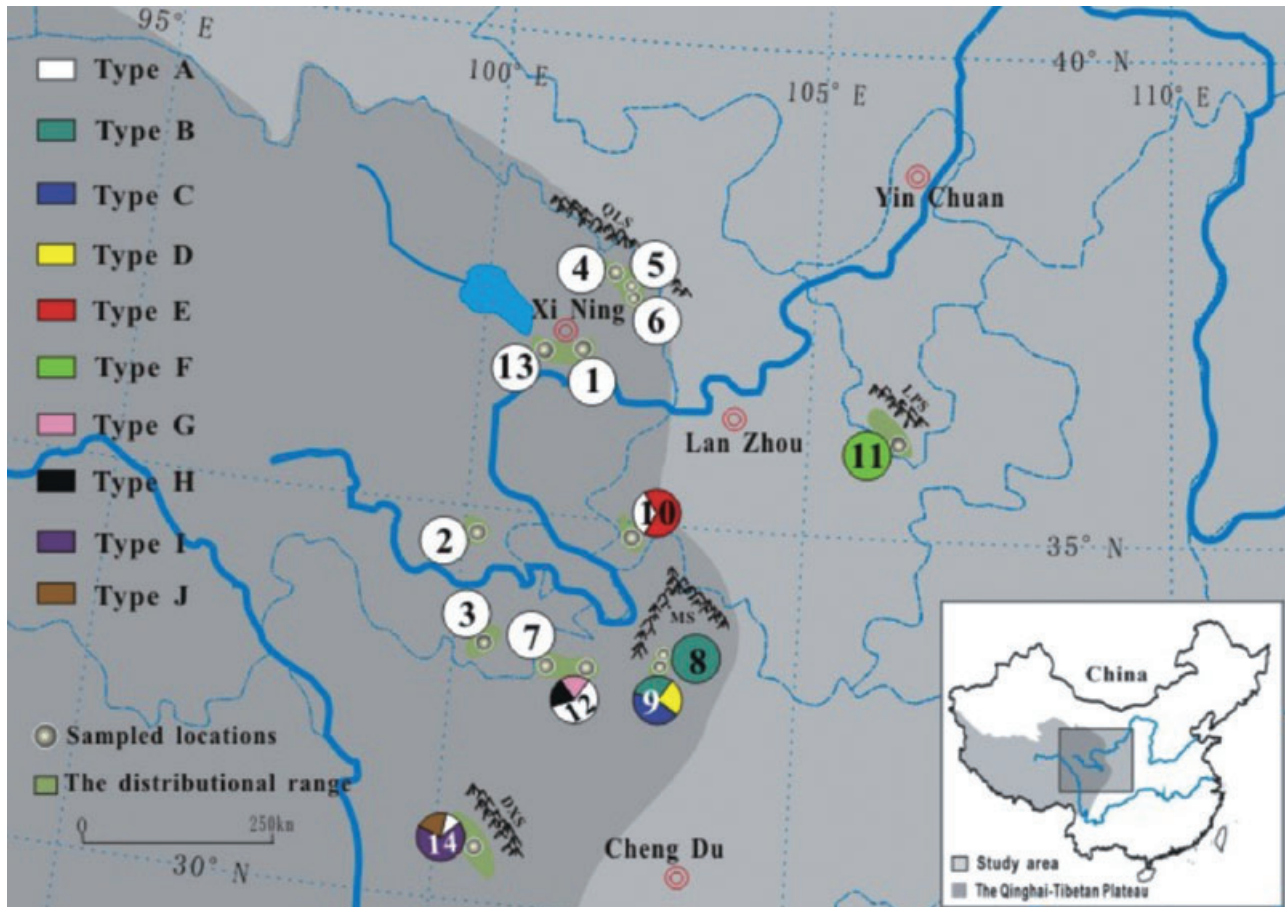 95° E
100° E
105° E
40° N
110° E
Type A
Type B
Type C
Type D
Type E
Type F
Type G
Type H
Type I
Type J
QLS
Yin Chuan
4
5
6
Xi Ning
13
1
LPS
Lan Zhou
11
10
2
35° N
3
7
MS
8
12
9
Sampled locations
The distributional range
0
250km
DXS
14
30° N
Cheng Du
China
Study area
The Qinghai-Tibetan Plateau